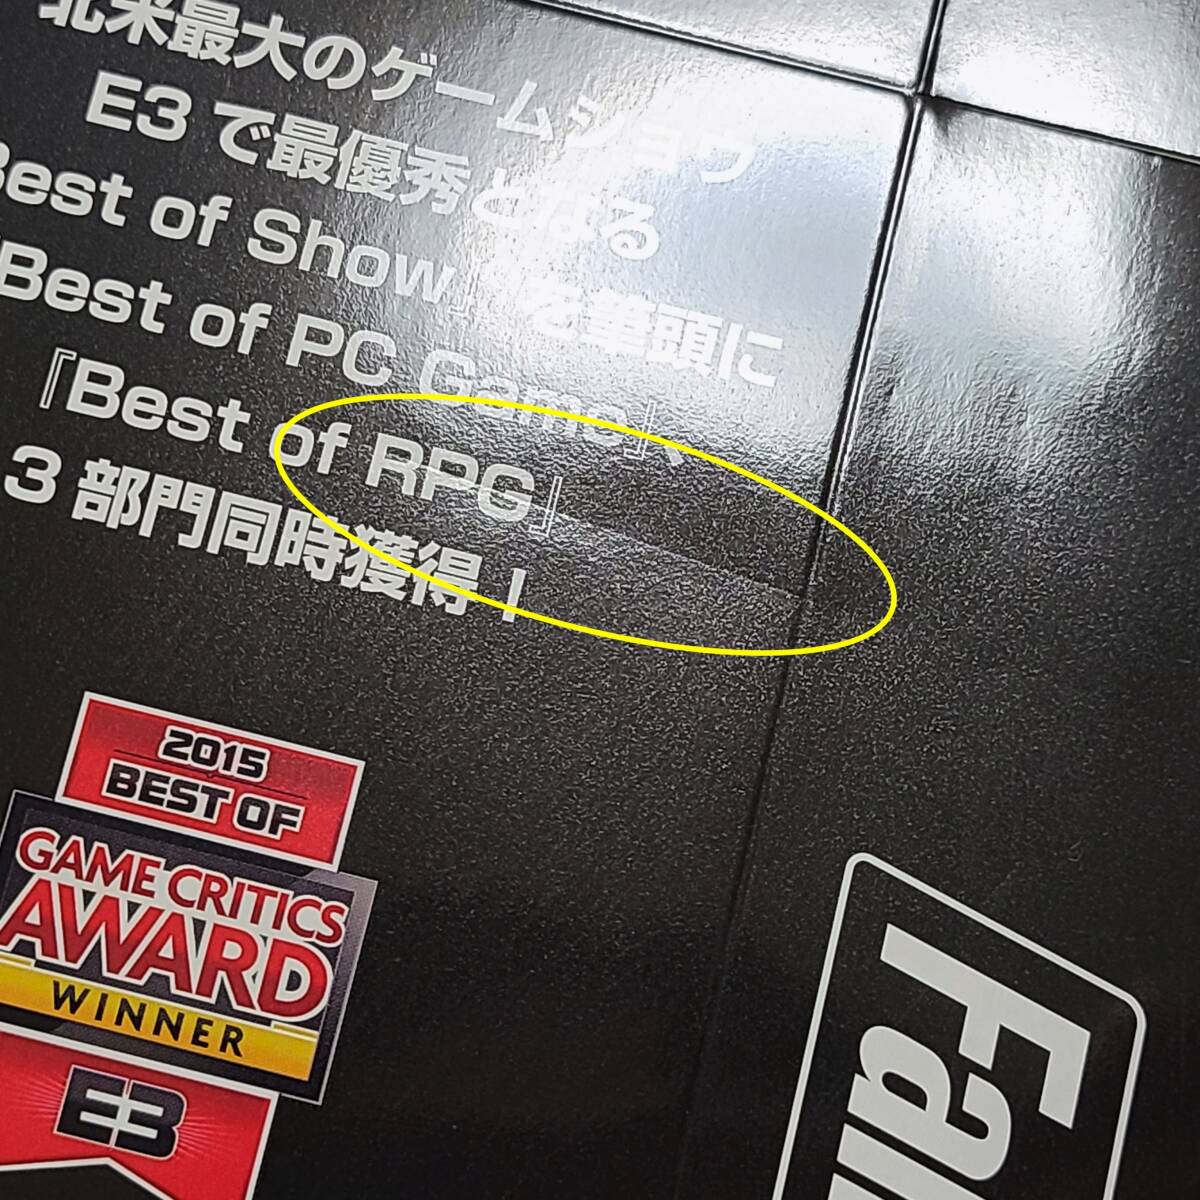 北米最大のゲームショウ
E3で最優秀となる
Best of Show』を筆頭に
『Best of PC Game』、
『Best of RPG』
3部門同時獲得！
2015
BEST OF
GAME CRITICS
AWARD
WINNER
E3
Fal